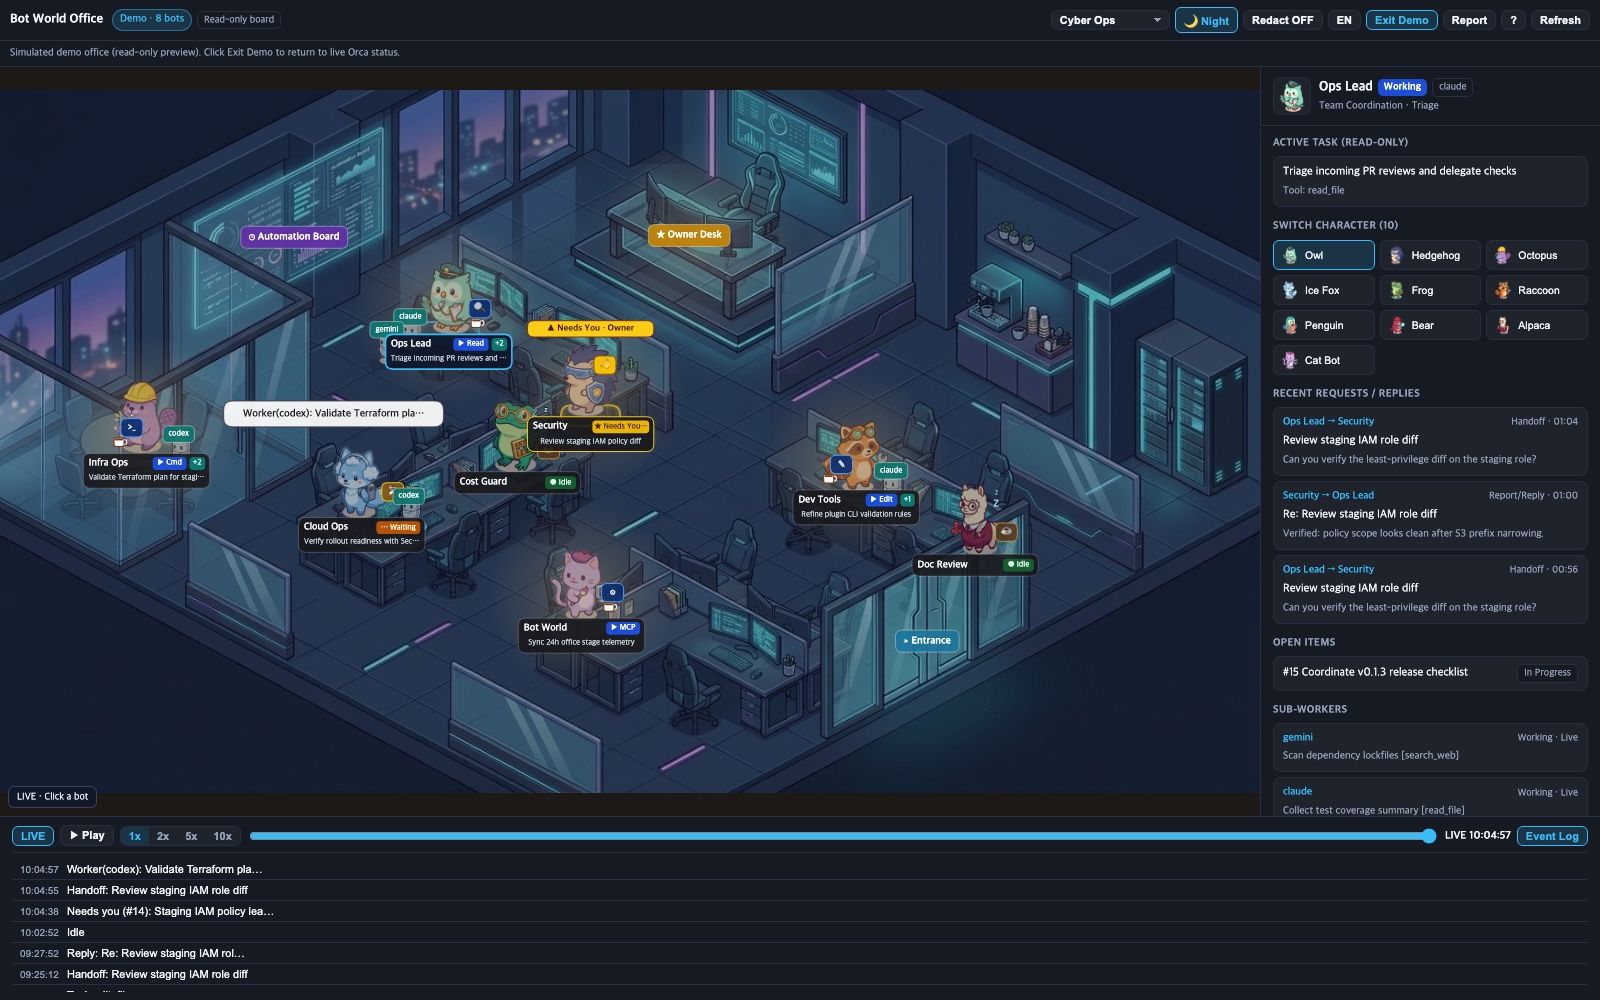 Bot World Office
Demo · 8 bots
Read-only board
Cyber Ops
Night
Redact OFF
EN
Exit Demo
Report
?
Refresh
Simulated demo office (read-only preview). Click Exit Demo to return to live Orca status.
Automation Board
★ Owner Desk
claude
gemini
Ops Lead
▶ Read
+2
Triage incoming PR reviews and ···
▲ Needs You · Owner
Worker(codex): Validate Terraform pla···
Security
★ Needs You···
Review staging IAM policy diff
>_
codex
Infra Ops
▶ Cmd
+2
Validate Terraform plan for stagi···
Cost Guard
● Idle
codex
Cloud Ops
··· Waiting
Verify rollout readiness with Sec···
claude
Dev Tools
▶ Edit
+1
Refine plugin CLI validation rules
z
z
Doc Review
● Idle
Bot World
▶ MCP
Sync 24h office stage telemetry
Entrance
LIVE · Click a bot
Ops Lead
Working
claude
Team Coordination · Triage
ACTIVE TASK (READ-ONLY)
Triage incoming PR reviews and delegate checks
Tool: read_file
SWITCH CHARACTER (10)
Owl
Hedgehog
Octopus
Ice Fox
Frog
Raccoon
Penguin
Bear
Alpaca
Cat Bot
RECENT REQUESTS / REPLIES
Ops Lead → Security
Handoff · 01:04
Review staging IAM role diff
Can you verify the least-privilege diff on the staging role?
Security → Ops Lead
Report/Reply · 01:00
Re: Review staging IAM role diff
Verified: policy scope looks clean after S3 prefix narrowing.
Ops Lead → Security
Handoff · 00:56
Review staging IAM role diff
Can you verify the least-privilege diff on the staging role?
OPEN ITEMS
#15 Coordinate v0.1.3 release checklist
In Progress
SUB-WORKERS
gemini
Working · Live
Scan dependency lockfiles [search_web]
claude
Working · Live
Collect test coverage summary [read_file]
LIVE
▶ Play
1x
2x
5x
10x
LIVE 10:04:57
Event Log
10:04:57 Worker(codex): Validate Terraform pla…
10:04:55 Handoff: Review staging IAM role diff
10:04:38 Needs you (#14): Staging IAM policy lea…
10:02:52 Idle
09:27:52 Reply: Re: Review staging IAM rol…
09:25:12 Handoff: Review staging IAM role diff